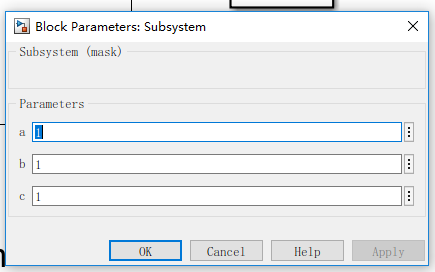 Block Parameters: Subsystem
Subsystem (mask)
Parameters
a 1
b 1
c 1
OK Cancel Help Apply